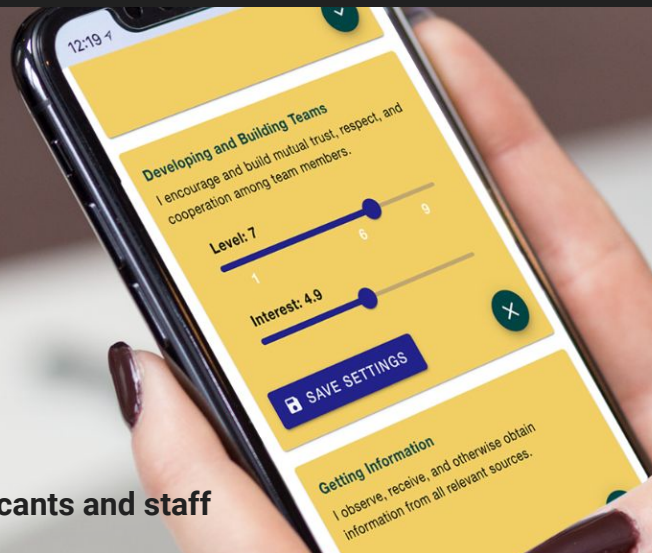 12:19
Developing and Building Teams
I encourage and build mutual trust, respect, and
cooperation among team members.
Level: 7
1 6 9
Interest: 4.9
SAVE SETTINGS
Getting Information
I observe, receive, and otherwise obtain
information from all relevant sources.
cants and staff